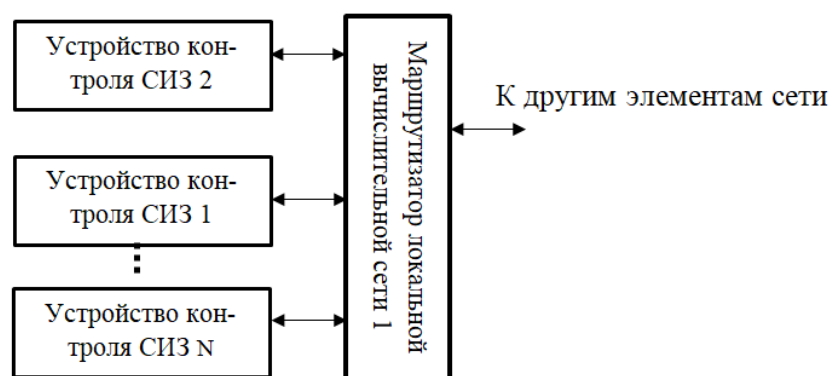 Устройство кон-
троля СИЗ 2
Устройство кон-
троля СИЗ 1
Устройство кон-
троля СИЗ N
Маршрутизатор локальной
вычислительной сети 1
К другим элементам сети